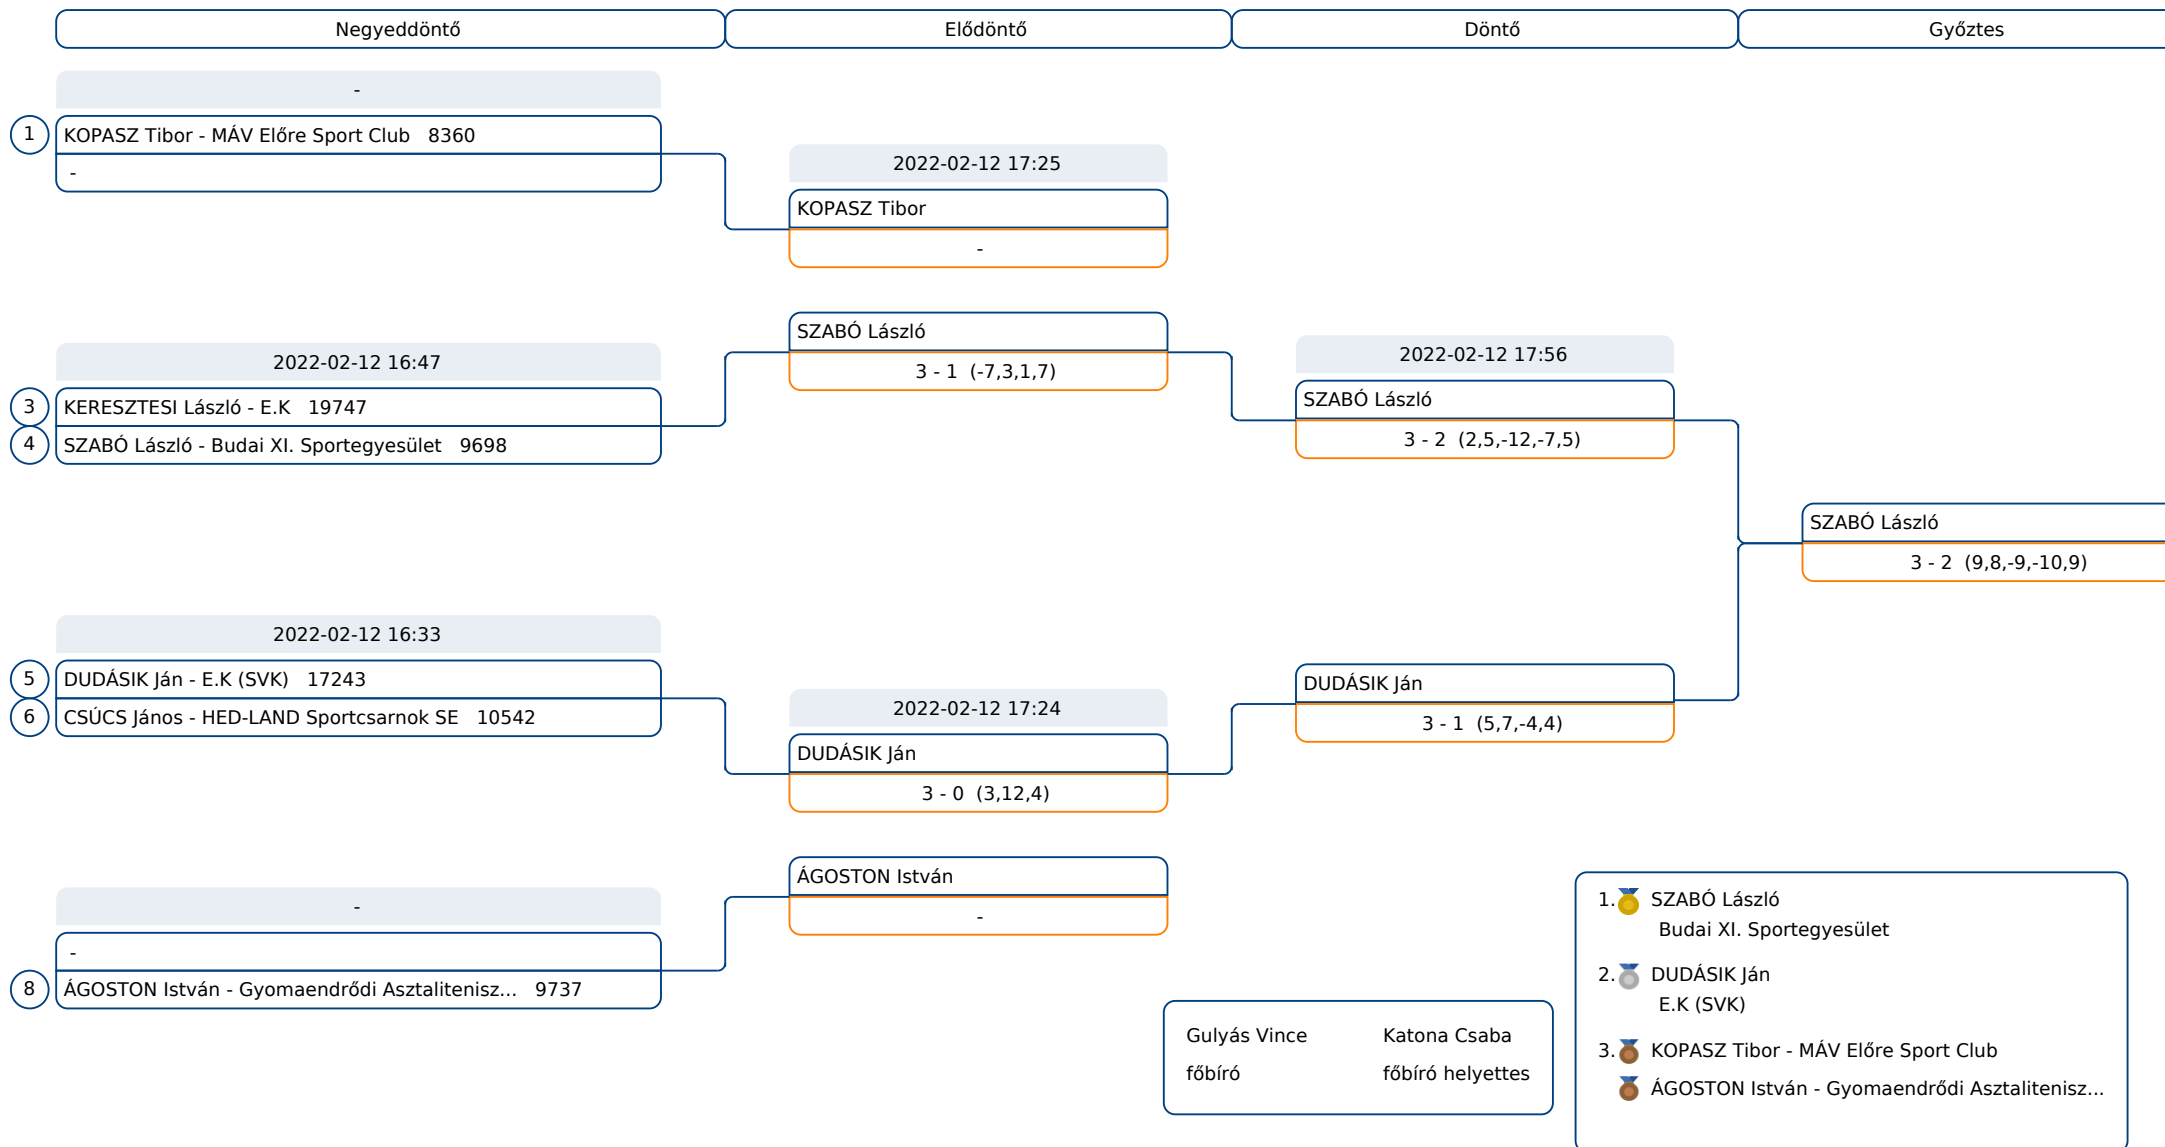 Negyeddöntő
Elődöntő
Döntő
Győztes
-
1
KOPASZ Tibor - MÁV Előre Sport Club 8360
-
2022-02-12 17:25
KOPASZ Tibor
-
SZABÓ László
3 - 1 (-7,3,1,7)
2022-02-12 16:47
3
KERESZTESI László - E.K 19747
4
SZABÓ László - Budai XI. Sportegyesület 9698
2022-02-12 17:56
SZABÓ László
3 - 2 (2,5,-12,-7,5)
SZABÓ László
3 - 2 (9,8,-9,-10,9)
2022-02-12 16:33
5
DUDÁSIK Ján - E.K (SVK) 17243
6
CSÚCS János - HED-LAND Sportcsarnok SE 10542
2022-02-12 17:24
DUDÁSIK Ján
3 - 0 (3,12,4)
DUDÁSIK Ján
3 - 1 (5,7,-4,4)
ÁGOSTON István
-
-
-
8
ÁGOSTON István - Gyomaendrődi Asztalitenisz... 9737
Gulyás Vince
Katona Csaba
főbíró
főbíró helyettes
1. SZABÓ László
Budai XI. Sportegyesület
2. DUDÁSIK Ján
E.K (SVK)
3. KOPASZ Tibor - MÁV Előre Sport Club
ÁGOSTON István - Gyomaendrődi Asztalitenisz...